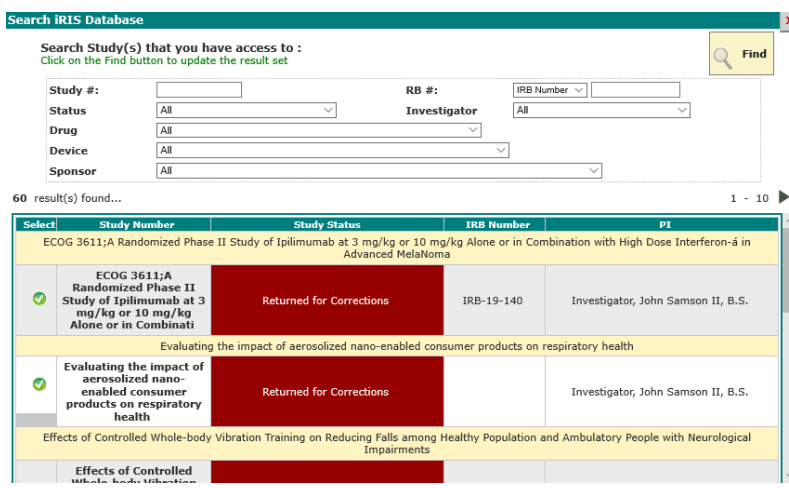 Search iRIS Database
Search Study(s) that you have access to :
Click on the Find button to update the result set
Find
Study #:
RB #:
IRB Number
Status
All
Investigator
All
Drug
All
Device
All
Sponsor
All
60 result(s) found...
1 - 10
Select
Study Number
Study Status
IRB Number
PI
ECOG 3611;A Randomized Phase II Study of Ipilimumab at 3 mg/kg or 10 mg/kg Alone or in Combination with High Dose Interferon-á in
Advanced MelaNoma
ECOG 3611;A
Randomized Phase II
Study of Ipilimumab at 3
mg/kg or 10 mg/kg
Alone or in Combinati
Returned for Corrections
IRB-19-140
Investigator, John Samson II, B.S.
Evaluating the impact of aerosolized nano-enabled consumer products on respiratory health
Evaluating the impact of
aerosolized nano-
enabled consumer
products on respiratory
health
Returned for Corrections
Investigator, John Samson II, B.S.
Effects of Controlled Whole-body Vibration Training on Reducing Falls among Healthy Population and Ambulatory People with Neurological
Impairments
Effects of Controlled
Whole-body Vibration